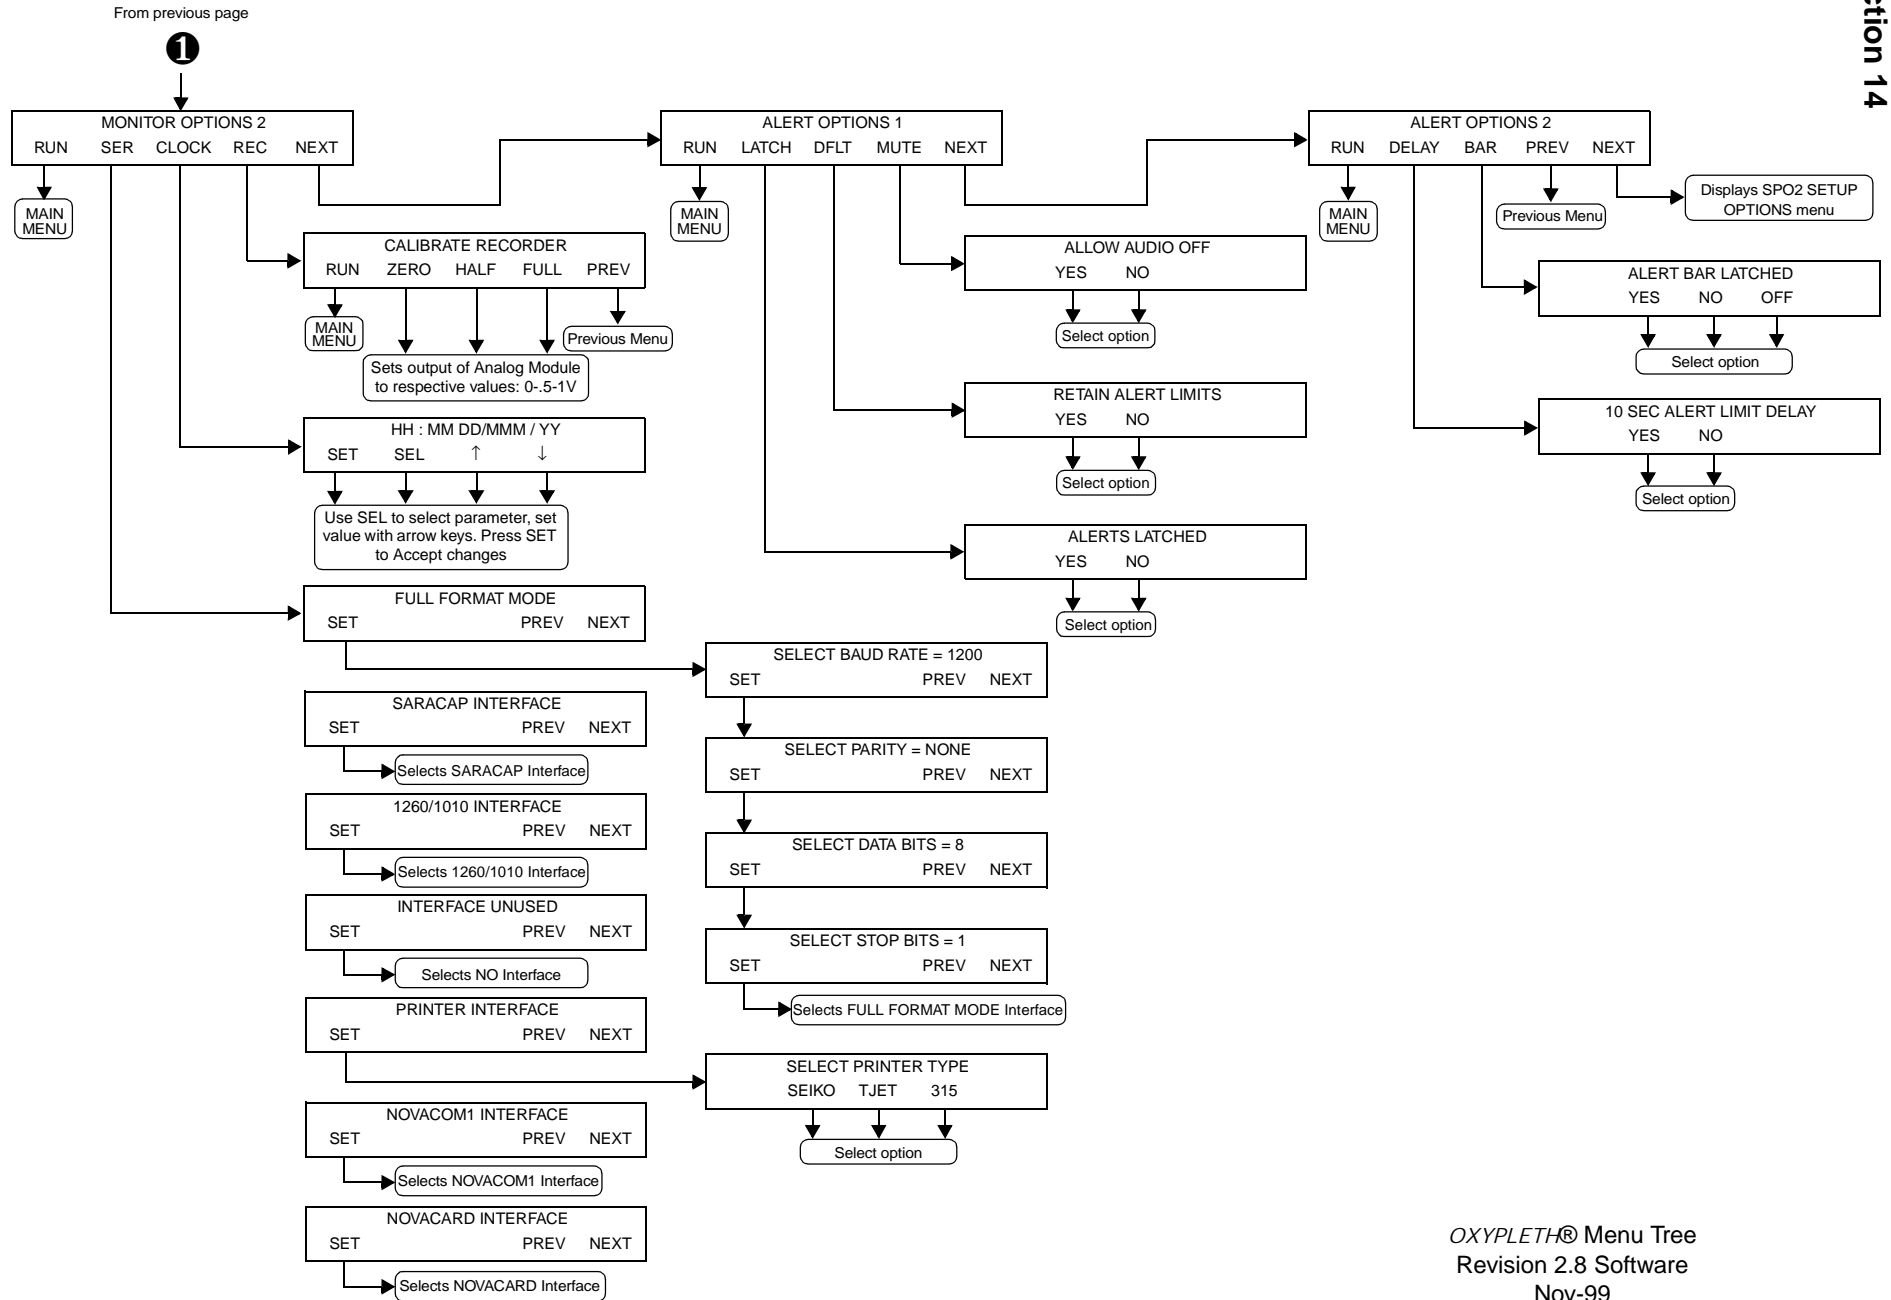 From previous page
1
MONITOR OPTIONS 2
RUN SER CLOCK REC NEXT
MAIN
MENU
CALIBRATE RECORDER
RUN ZERO HALF FULL PREV
MAIN
MENU
Previous Menu
Sets output of Analog Module
to respective values: 0-.5-1V
HH : MM DD/MMM / YY
SET SEL ↑ ↓
Use SEL to select parameter, set
value with arrow keys. Press SET
to Accept changes
FULL FORMAT MODE
SET PREV NEXT
SARACAP INTERFACE
SET PREV NEXT
Selects SARACAP Interface
1260/1010 INTERFACE
SET PREV NEXT
Selects 1260/1010 Interface
INTERFACE UNUSED
SET PREV NEXT
Selects NO Interface
PRINTER INTERFACE
SET PREV NEXT
NOVACOM1 INTERFACE
SET PREV NEXT
Selects NOVACOM1 Interface
NOVACARD INTERFACE
SET PREV NEXT
Selects NOVACARD Interface
SELECT BAUD RATE = 1200
SET PREV NEXT
SELECT PARITY = NONE
SET PREV NEXT
SELECT DATA BITS = 8
SET PREV NEXT
SELECT STOP BITS = 1
SET PREV NEXT
Selects FULL FORMAT MODE Interface
SELECT PRINTER TYPE
SEIKO TJET 315
Select option
ALERT OPTIONS 1
RUN LATCH DFLT MUTE NEXT
MAIN
MENU
ALLOW AUDIO OFF
YES NO
Select option
RETAIN ALERT LIMITS
YES NO
Select option
ALERTS LATCHED
YES NO
Select option
ALERT OPTIONS 2
RUN DELAY BAR PREV NEXT
MAIN
MENU
Previous Menu
Displays SPO2 SETUP
OPTIONS menu
ALERT BAR LATCHED
YES NO OFF
Select option
10 SEC ALERT LIMIT DELAY
YES NO
Select option
ction 14
OXYPLETH® Menu Tree
Revision 2.8 Software
Nov-99